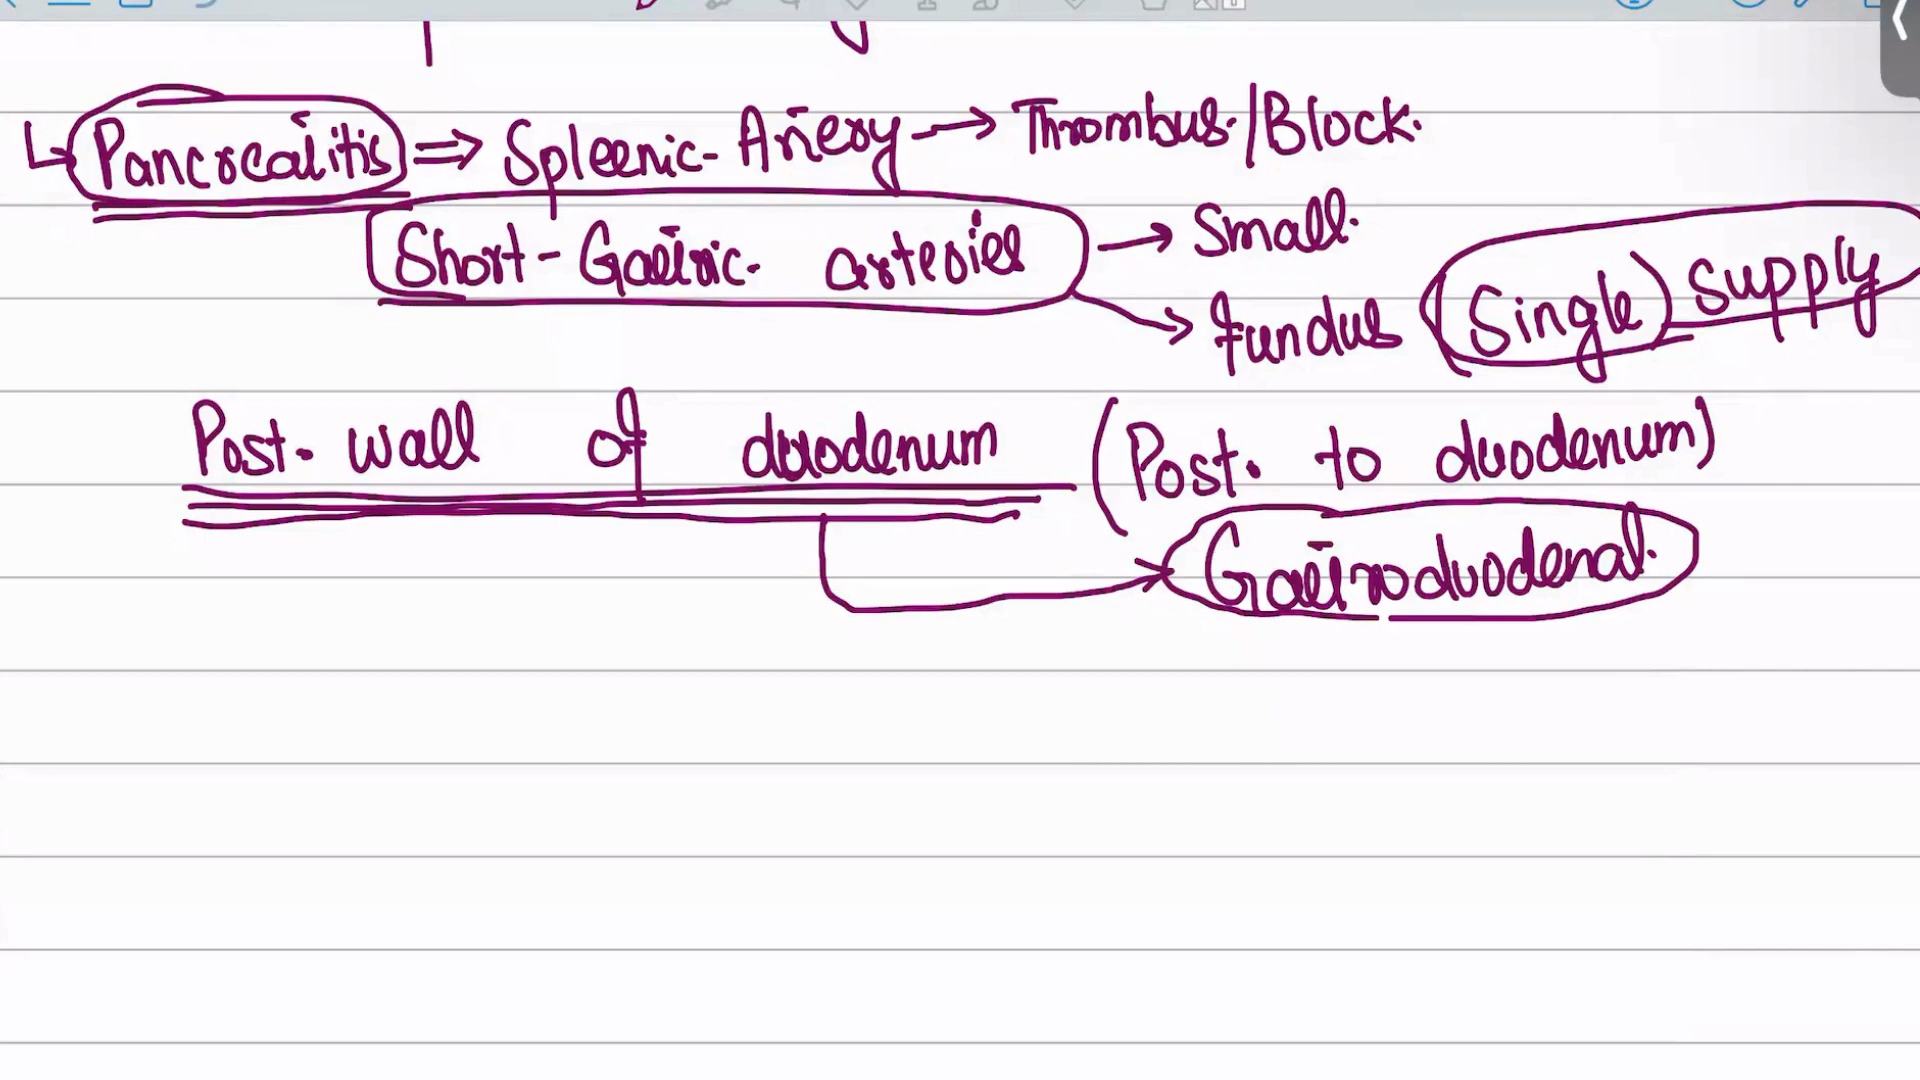 ↳ Pancreatitis ⇒ Spleenic Artery → Thrombus./Block.
Short-Gastric. arteries → Small.
→ fundus (Single) supply
Post. wall of duodenum (Post. to duodenum)
→ Gastroduodenal.